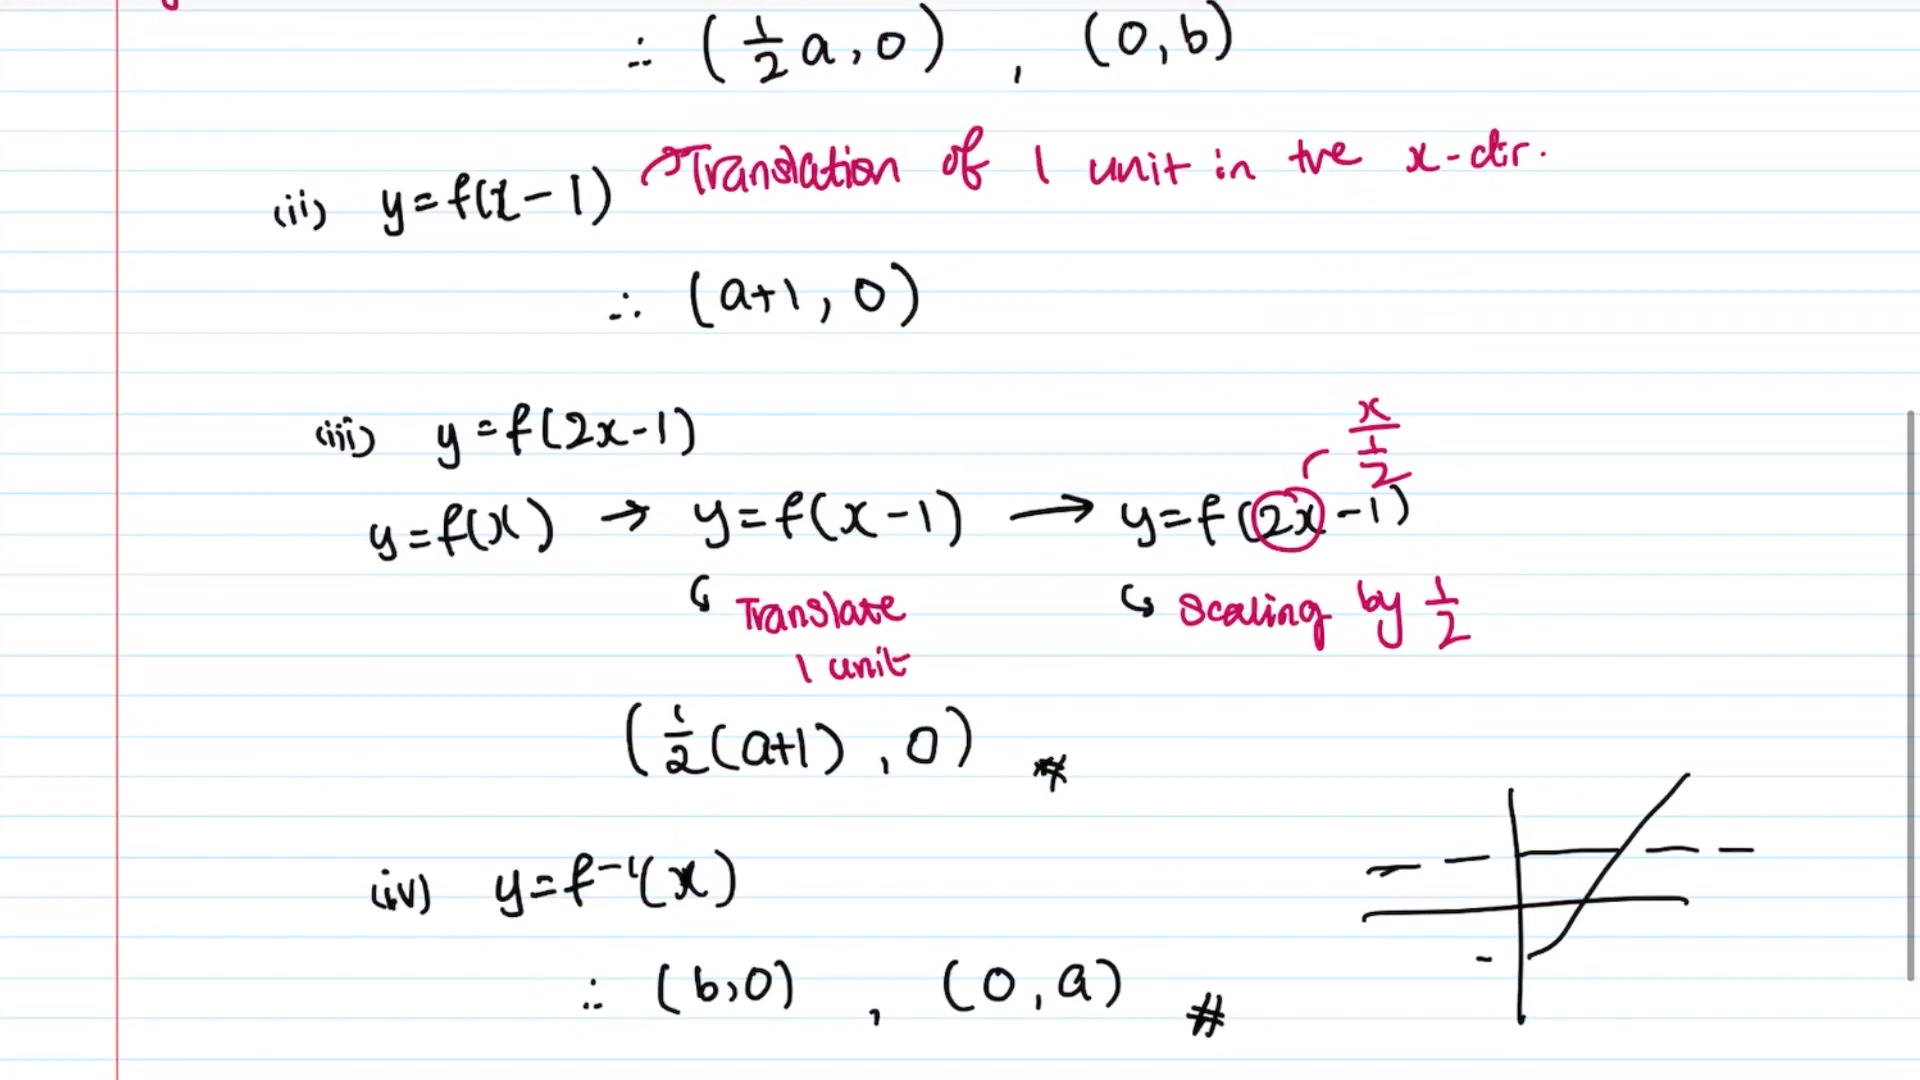 ∴ (1/2 a, 0) , (0, b)
(ii) y=f(x-1) Translation of 1 unit in +ve x-dir.
∴ (a+1, 0)
(iii) y=f(2x-1)
x/(1/2)
y=f(x) → y=f(x-1) → y=f(2x-1)
Translate Scaling by 1/2
1 unit
(1/2(a+1), 0) #
(iv) y=f⁻¹(x)
∴ (b,0) , (0, a) #